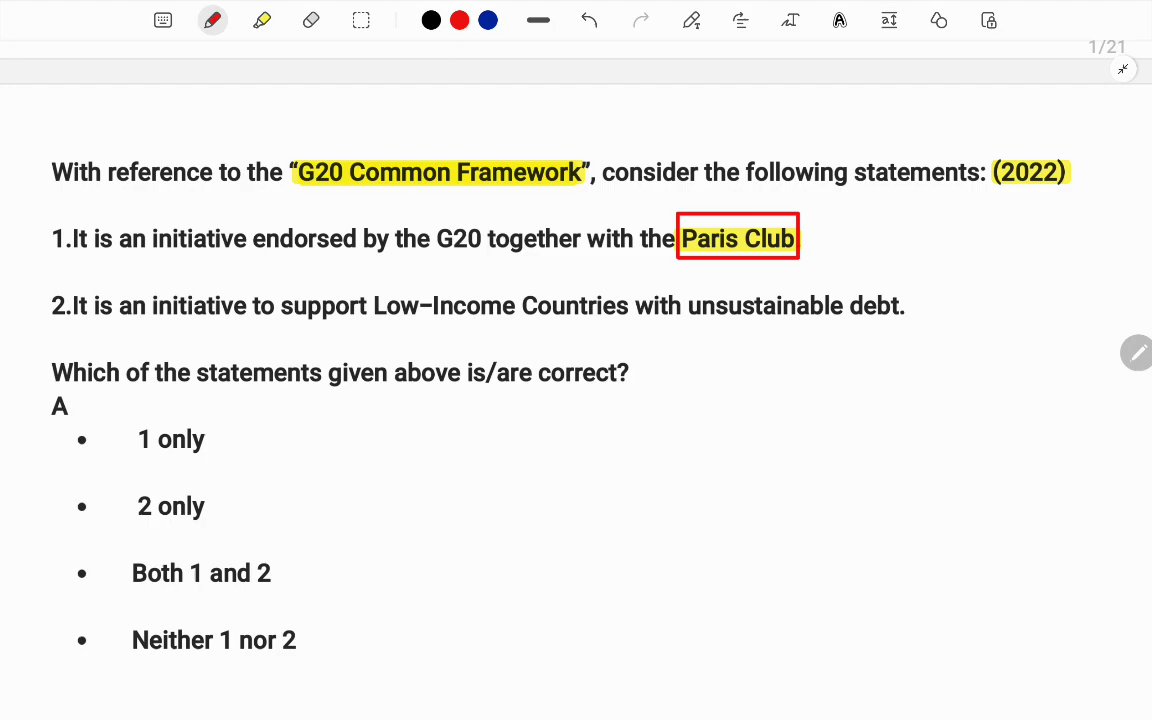 1/21
With reference to the “G20 Common Framework”, consider the following statements: (2022)
1.It is an initiative endorsed by the G20 together with the Paris Club
2.It is an initiative to support Low-Income Countries with unsustainable debt.
Which of the statements given above is/are correct?
A
• 1 only
• 2 only
• Both 1 and 2
• Neither 1 nor 2